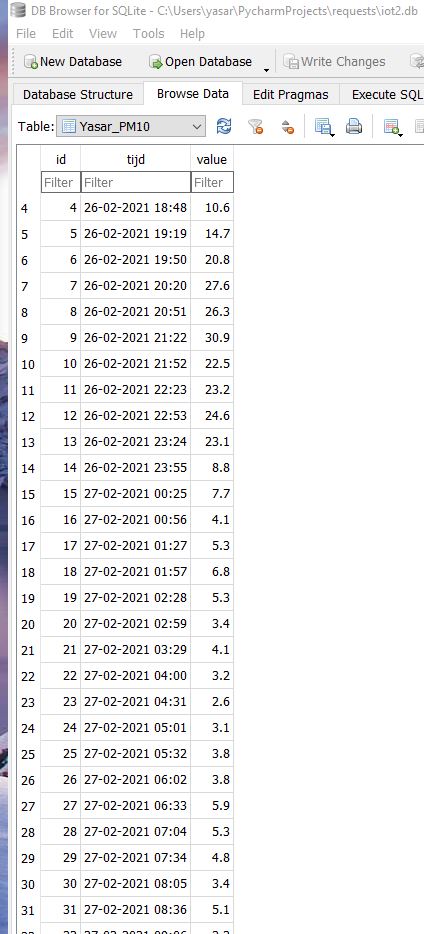 DB Browser for SQLite - C:\Users\yasar\PycharmProjects\requests\iot2.db
File Edit View Tools Help
New Database Open Database Write Changes
Database Structure Browse Data Edit Pragmas Execute SQL
Table: Yasar_PM10
id tijd value
Filter Filter Filter
4 4 26-02-2021 18:48 10.6
5 5 26-02-2021 19:19 14.7
6 6 26-02-2021 19:50 20.8
7 7 26-02-2021 20:20 27.6
8 8 26-02-2021 20:51 26.3
9 9 26-02-2021 21:22 30.9
10 10 26-02-2021 21:52 22.5
11 11 26-02-2021 22:23 23.2
12 12 26-02-2021 22:53 24.6
13 13 26-02-2021 23:24 23.1
14 14 26-02-2021 23:55 8.8
15 15 27-02-2021 00:25 7.7
16 16 27-02-2021 00:56 4.1
17 17 27-02-2021 01:27 5.3
18 18 27-02-2021 01:57 6.8
19 19 27-02-2021 02:28 5.3
20 20 27-02-2021 02:59 3.4
21 21 27-02-2021 03:29 4.1
22 22 27-02-2021 04:00 3.2
23 23 27-02-2021 04:31 2.6
24 24 27-02-2021 05:01 3.1
25 25 27-02-2021 05:32 3.8
26 26 27-02-2021 06:02 3.8
27 27 27-02-2021 06:33 5.9
28 28 27-02-2021 07:04 5.3
29 29 27-02-2021 07:34 4.8
30 30 27-02-2021 08:05 3.4
31 31 27-02-2021 08:36 5.1